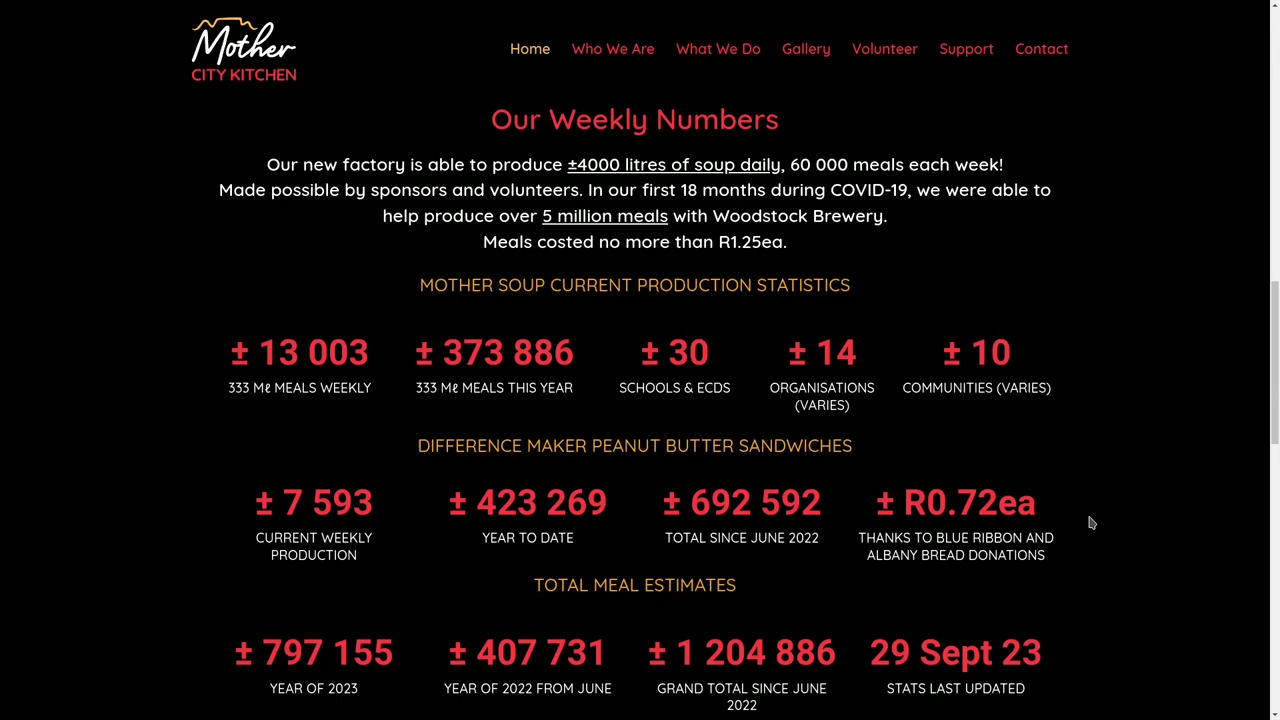 Mother
CITY KITCHEN
Home Who We Are What We Do Gallery Volunteer Support Contact
Our Weekly Numbers
Our new factory is able to produce ±4000 litres of soup daily, 60 000 meals each week!
Made possible by sponsors and volunteers. In our first 18 months during COVID-19, we were able to
help produce over 5 million meals with Woodstock Brewery.
Meals costed no more than R1.25ea.
MOTHER SOUP CURRENT PRODUCTION STATISTICS
± 13 003 ± 373 886 ± 30 ± 14 ± 10
333 Mℓ MEALS WEEKLY 333 Mℓ MEALS THIS YEAR SCHOOLS & ECDS ORGANISATIONS COMMUNITIES (VARIES)
(VARIES)
DIFFERENCE MAKER PEANUT BUTTER SANDWICHES
± 7 593 ± 423 269 ± 692 592 ± R0.72ea
CURRENT WEEKLY YEAR TO DATE TOTAL SINCE JUNE 2022 THANKS TO BLUE RIBBON AND
PRODUCTION ALBANY BREAD DONATIONS
TOTAL MEAL ESTIMATES
± 797 155 ± 407 731 ± 1 204 886 29 Sept 23
YEAR OF 2023 YEAR OF 2022 FROM JUNE GRAND TOTAL SINCE JUNE STATS LAST UPDATED
2022